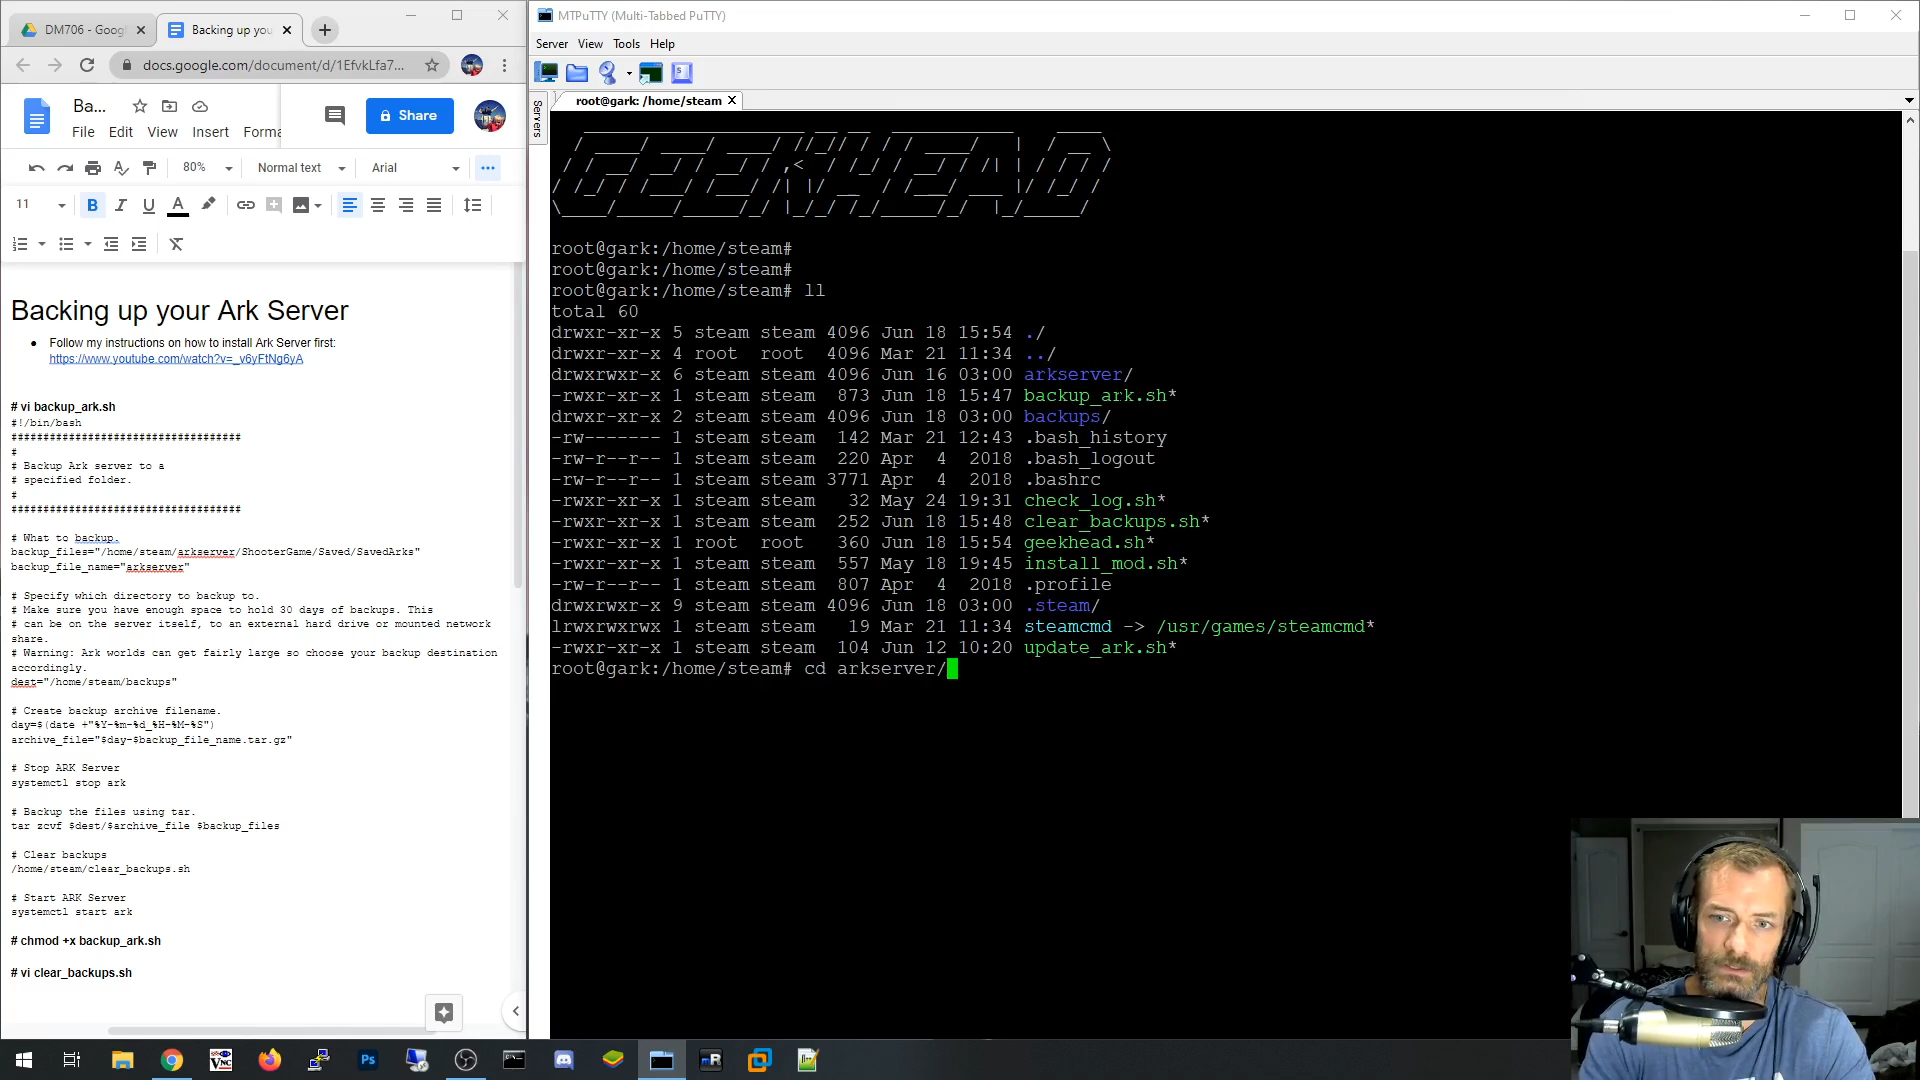 DM706 - Goog
Backing up you
docs.google.com/document/d/1EfvkLfa7...
Ba...
File Edit View Insert Forma
Share
80% Normal text Arial
11
Backing up your Ark Server
● Follow my instructions on how to install Ark Server first:
https://www.youtube.com/watch?v=_v6yFtNg6yA
# vi backup_ark.sh
#!/bin/bash
####################################
#
# Backup Ark server to a
# specified folder.
#
####################################
# What to backup.
backup_files="/home/steam/arkserver/ShooterGame/Saved/SavedArks"
backup_file_name="arkserver"
# Specify which directory to backup to.
# Make sure you have enough space to hold 30 days of backups. This
# can be on the server itself, to an external hard drive or mounted network
share.
# Warning: Ark worlds can get fairly large so choose your backup destination
accordingly.
dest="/home/steam/backups"
# Create backup archive filename.
day=$(date +"%Y-%m-%d_%H-%M-%S")
archive_file="$day-$backup_file_name.tar.gz"
# Stop ARK Server
systemctl stop ark
# Backup the files using tar.
tar zcvf $dest/$archive_file $backup_files
# Clear backups
/home/steam/clear_backups.sh
# Start ARK Server
systemctl start ark
# chmod +x backup_ark.sh
# vi clear_backups.sh
MTPuTTY (Multi-Tabbed PuTTY)
Server View Tools Help
Servers
root@gark: /home/steam
GEEKHEAD
root@gark:/home/steam#
root@gark:/home/steam#
root@gark:/home/steam# ll
total 60
drwxr-xr-x 5 steam steam 4096 Jun 18 15:54 ./
drwxr-xr-x 4 root  root  4096 Mar 21 11:34 ../
drwxrwxr-x 6 steam steam 4096 Jun 16 03:00 arkserver/
-rwxr-xr-x 1 steam steam  873 Jun 18 15:47 backup_ark.sh*
drwxr-xr-x 2 steam steam 4096 Jun 18 03:00 backups/
-rw------- 1 steam steam  142 Mar 21 12:43 .bash_history
-rw-r--r-- 1 steam steam  220 Apr  4  2018 .bash_logout
-rw-r--r-- 1 steam steam 3771 Apr  4  2018 .bashrc
-rwxr-xr-x 1 steam steam   32 May 24 19:31 check_log.sh*
-rwxr-xr-x 1 steam steam  252 Jun 18 15:48 clear_backups.sh*
-rwxr-xr-x 1 root  root   360 Jun 18 15:54 geekhead.sh*
-rwxr-xr-x 1 steam steam  557 May 18 19:45 install_mod.sh*
-rw-r--r-- 1 steam steam  807 Apr  4  2018 .profile
drwxrwxr-x 9 steam steam 4096 Jun 18 03:00 .steam/
lrwxrwxrwx 1 steam steam   19 Mar 21 11:34 steamcmd -> /usr/games/steamcmd*
-rwxr-xr-x 1 steam steam  104 Jun 12 10:20 update_ark.sh*
root@gark:/home/steam# cd arkserver/